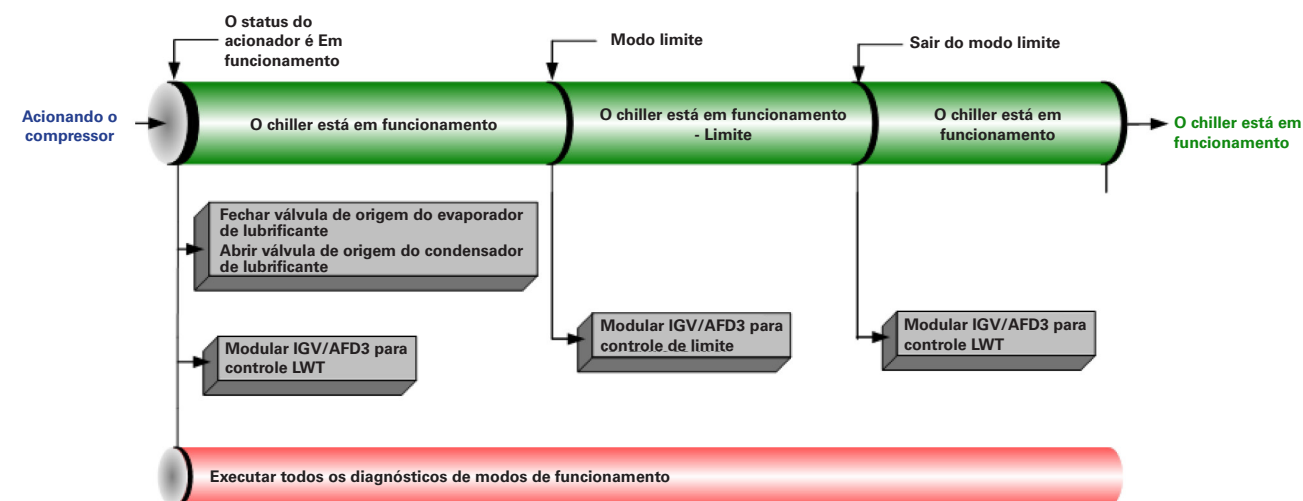 O status do
acionador é Em
funcionamento
Modo limite
Sair do modo limite
Acionando o
compressor
O chiller está em funcionamento
O chiller está em funcionamento
- Limite
O chiller está em
funcionamento
O chiller está em
funcionamento
Fechar válvula de origem do evaporador
de lubrificante
Abrir válvula de origem do condensador
de lubrificante
Modular IGV/AFD3 para
controle LWT
Modular IGV/AFD3 para
controle de limite
Modular IGV/AFD3 para
controle LWT
Executar todos os diagnósticos de modos de funcionamento